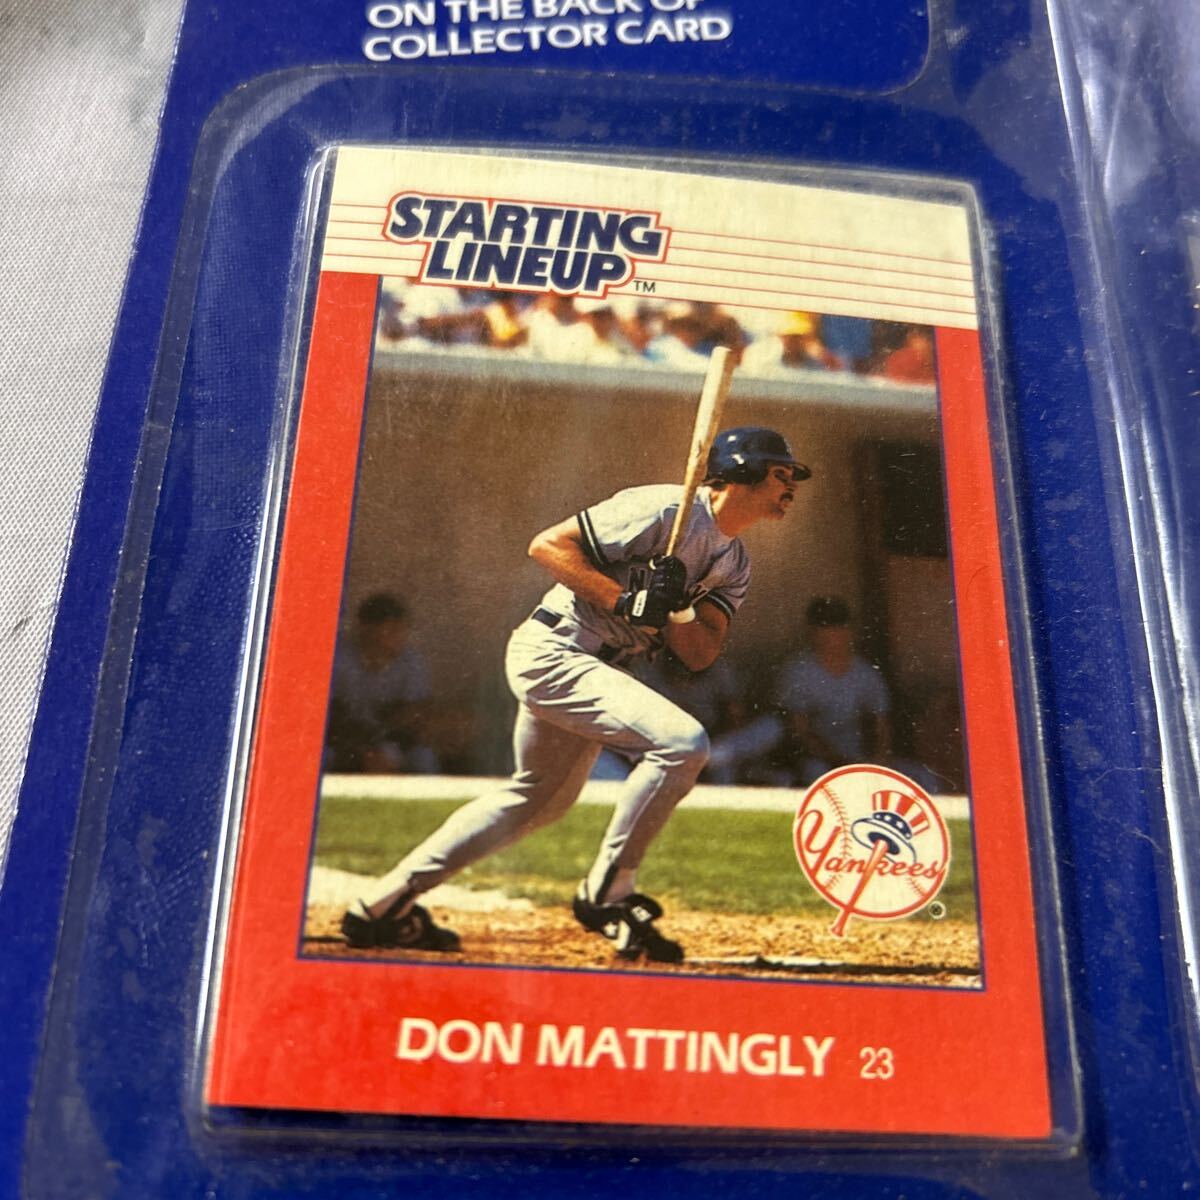 ON THE BACK OF
COLLECTOR CARD
STARTING
LINEUP TM
Yankees
®
DON MATTINGLY 23